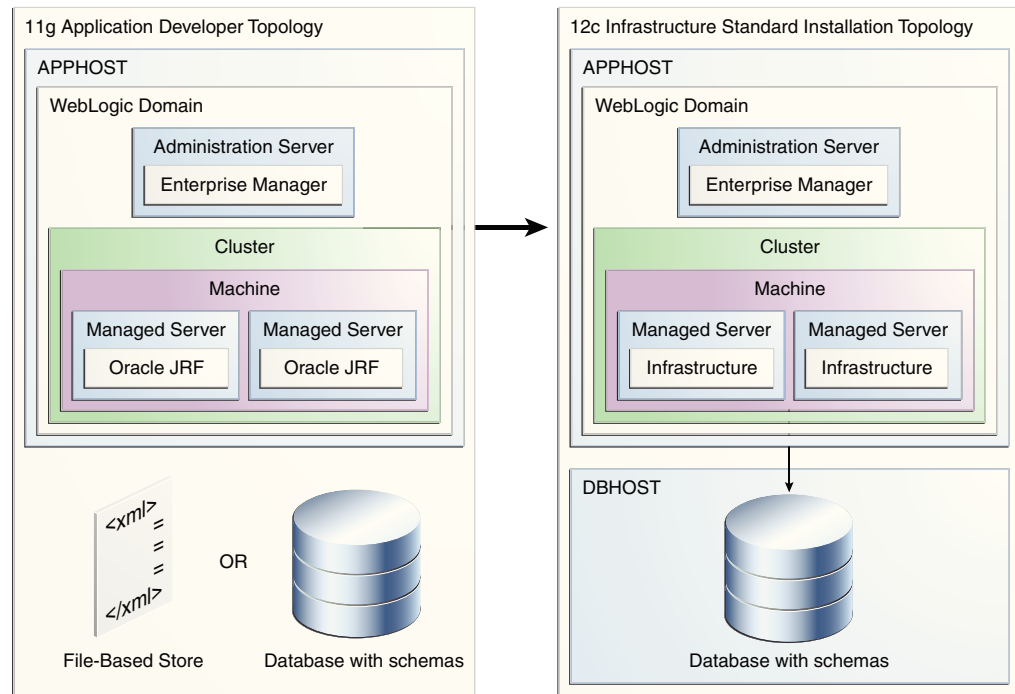 11g Application Developer Topology
APPHOST
WebLogic Domain
Administration Server
Enterprise Manager
Cluster
Machine
Managed Server
Oracle JRF
Managed Server
Oracle JRF
<xml>
=
=
=
</xml>
OR
File-Based Store
Database with schemas
12c Infrastructure Standard Installation Topology
APPHOST
WebLogic Domain
Administration Server
Enterprise Manager
Cluster
Machine
Managed Server
Infrastructure
Managed Server
Infrastructure
DBHOST
Database with schemas